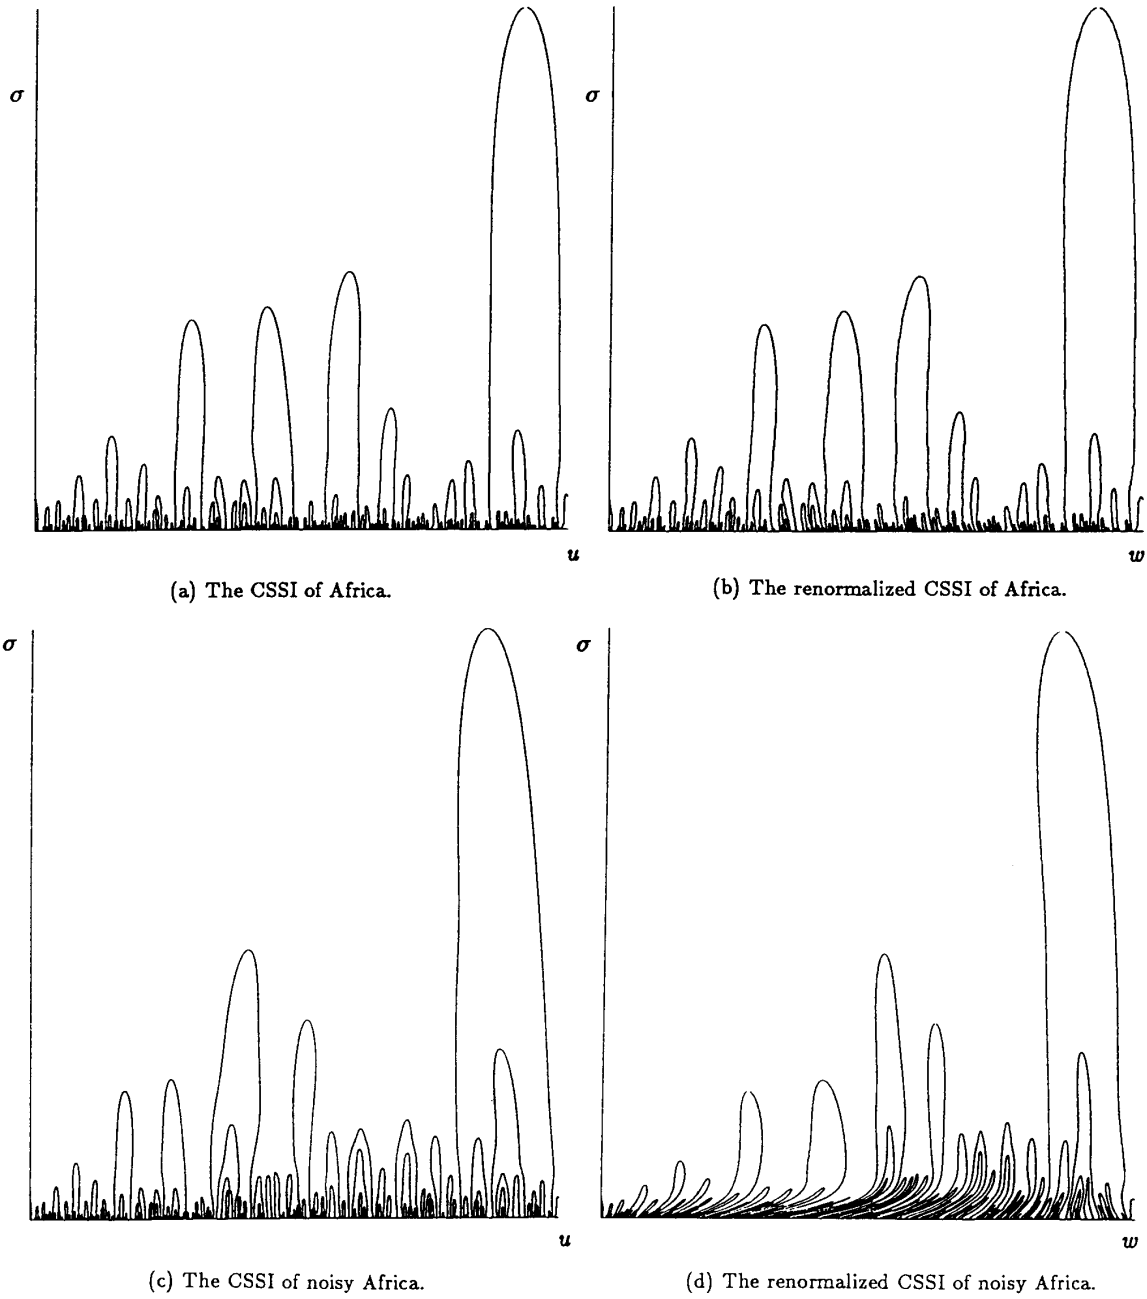 σ
σ
u
w
(a) The CSSI of Africa.
(b) The renormalized CSSI of Africa.
σ
σ
u
w
(c) The CSSI of noisy Africa.
(d) The renormalized CSSI of noisy Africa.